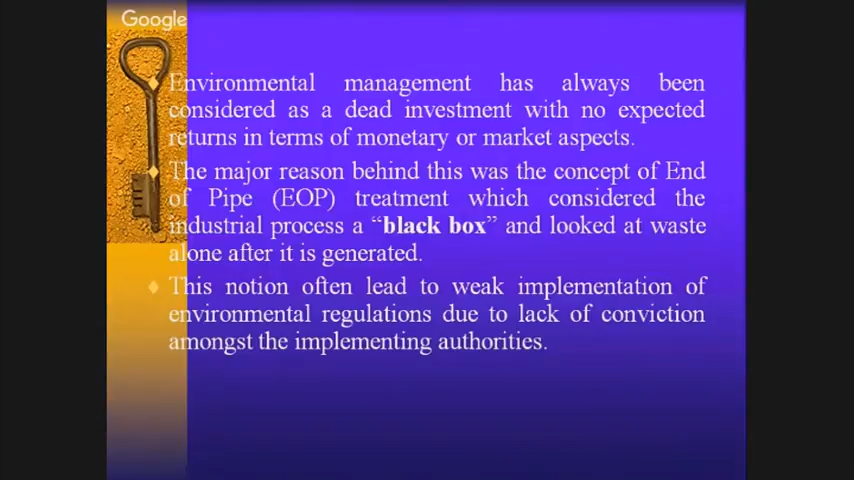 Google
Environmental management has always been
considered as a dead investment with no expected
returns in terms of monetary or market aspects.
The major reason behind this was the concept of End
of Pipe (EOP) treatment which considered the
industrial process a “black box” and looked at waste
alone after it is generated.
This notion often lead to weak implementation of
environmental regulations due to lack of conviction
amongst the implementing authorities.